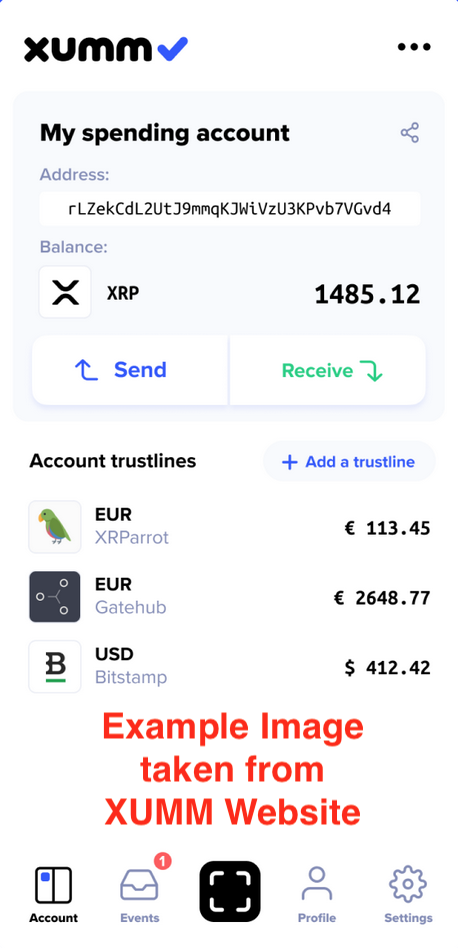 xumm
My spending account
Address:
rLZekCdL2UtJ9mmqKJWiVzU3KPvb7VGvd4
Balance:
XRP 1485.12
Send Receive
Account trustlines + Add a trustline
EUR
XRParrot
€ 113.45
EUR
Gatehub
€ 2648.77
B
USD
Bitstamp
$ 412.42
Example Image
taken from
XUMM Website
1
Account Events Profile Settings